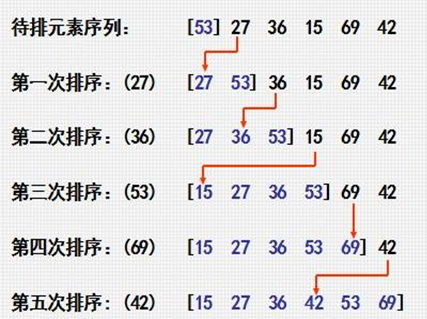 待排元素序列: [53] 27 36 15 69 42
第一次排序: (27) [27 53] 36 15 69 42
第二次排序: (36) [27 36 53] 15 69 42
第三次排序: (53) [15 27 36 53] 69 42
第四次排序: (69) [15 27 36 53 69] 42
第五次排序: (42) [15 27 36 42 53 69]